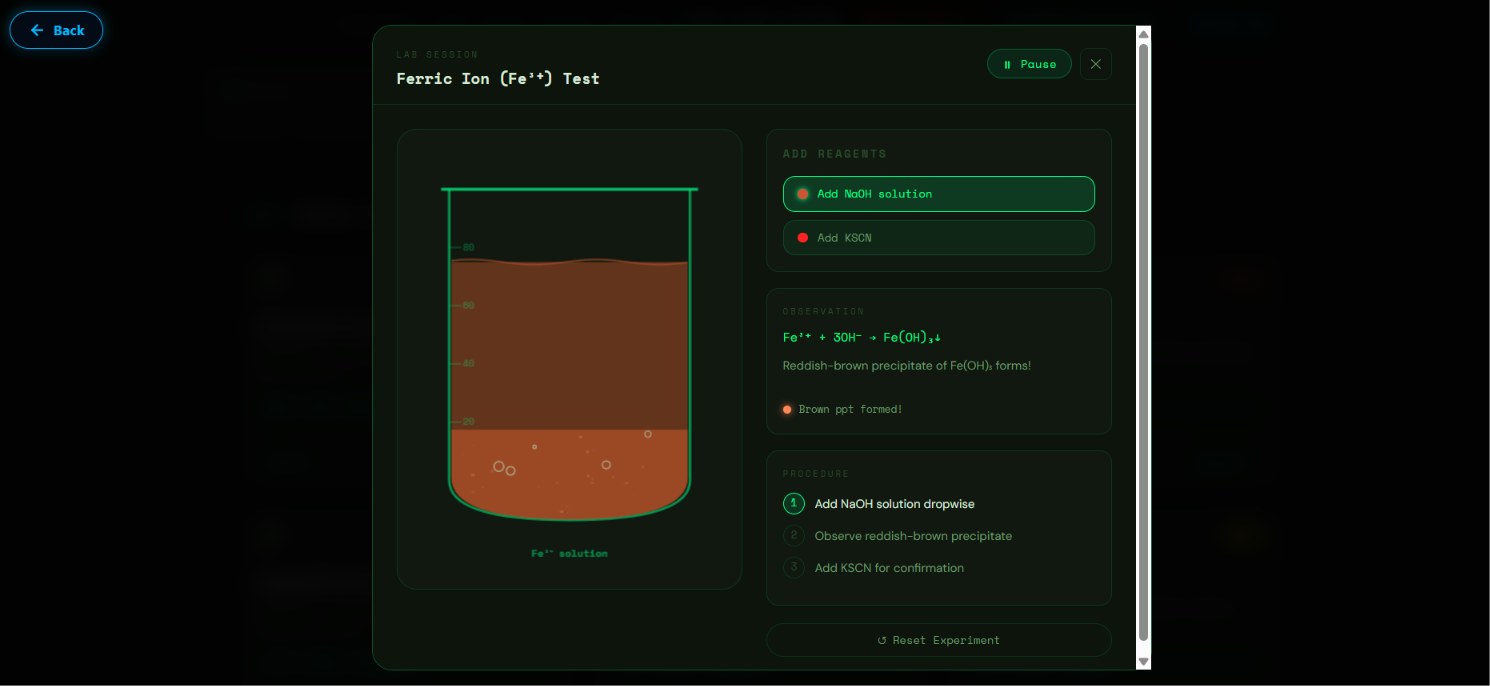 ← Back
LAB SESSION
Ferric Ion (Fe³⁺) Test
Pause
80
60
40
20
Fe³⁺ solution
ADD REAGENTS
Add NaOH solution
Add KSCN
OBSERVATION
Fe³⁺ + 3OH⁻ → Fe(OH)₃↓
Reddish-brown precipitate of Fe(OH)₃ forms!
Brown ppt formed!
PROCEDURE
1 Add NaOH solution dropwise
2 Observe reddish-brown precipitate
3 Add KSCN for confirmation
↺ Reset Experiment